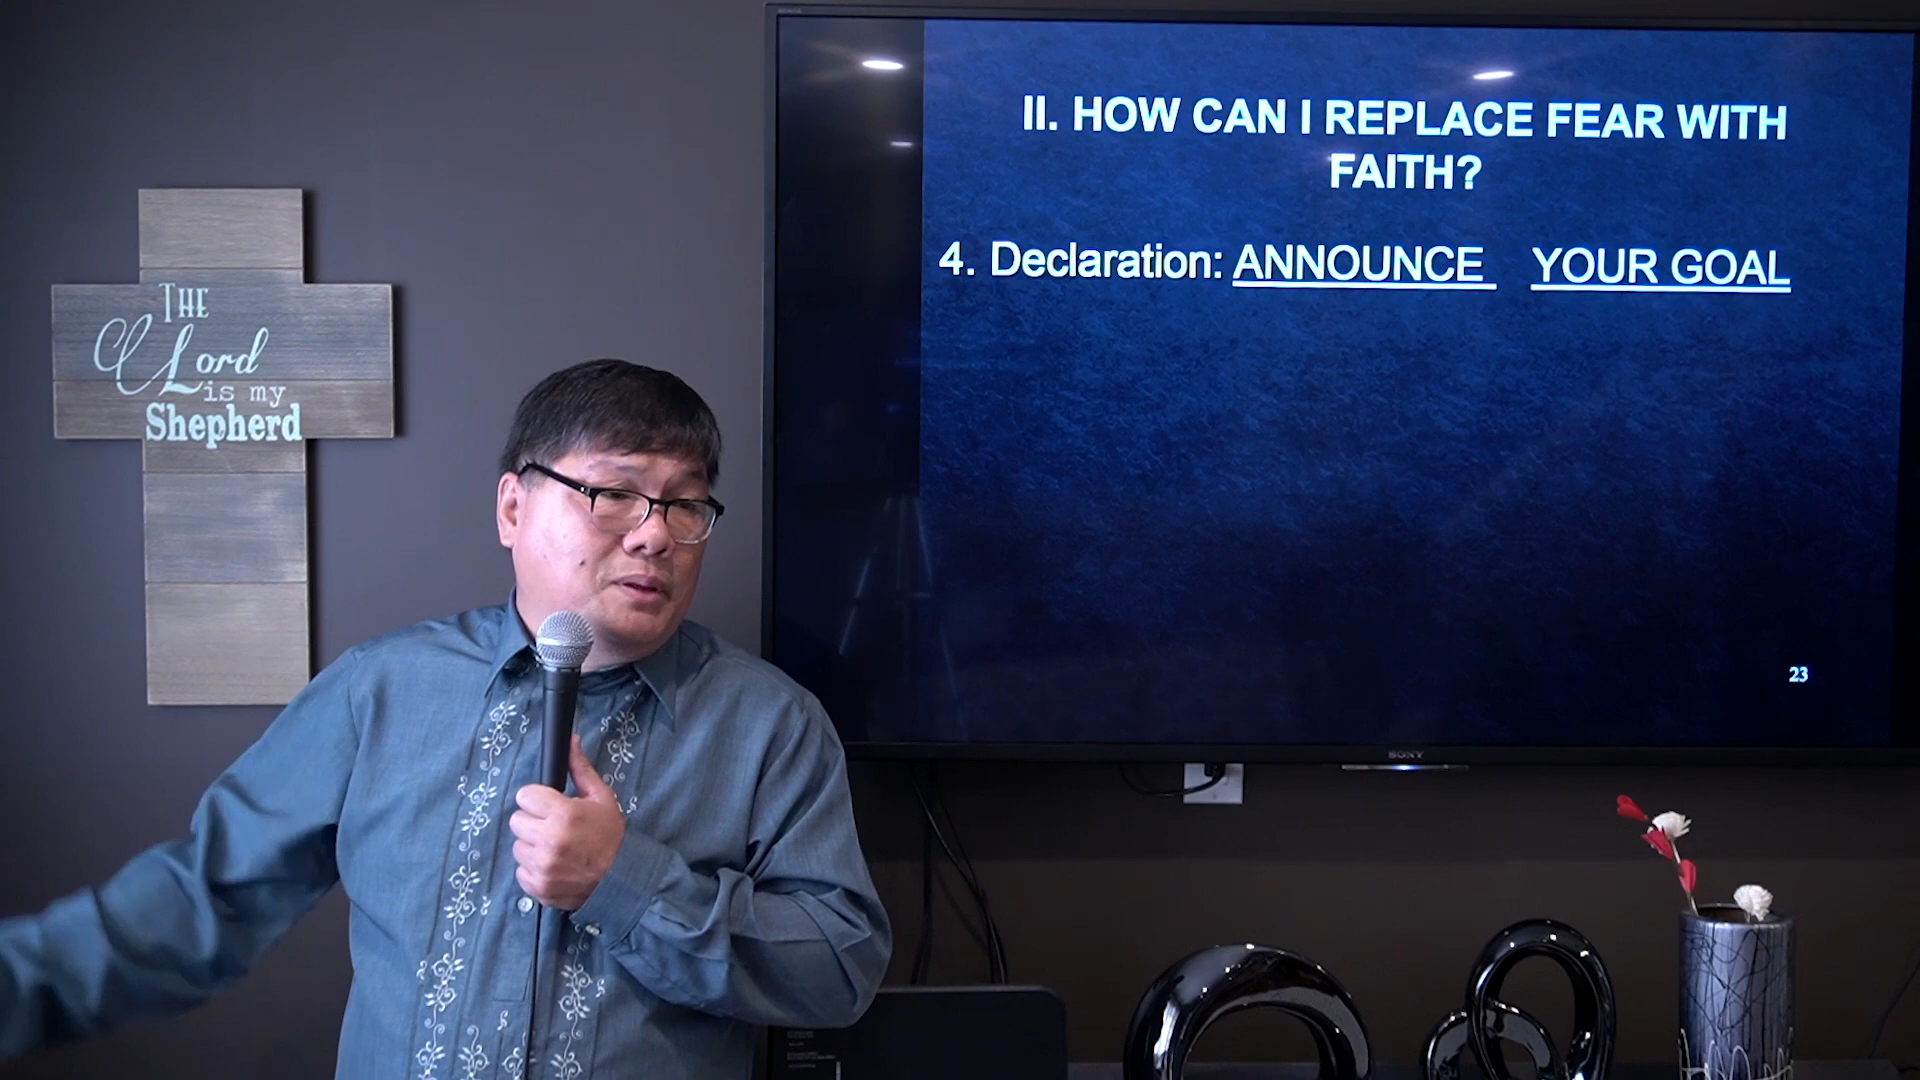 THE
Lord
is my
Shepherd
II. HOW CAN I REPLACE FEAR WITH
FAITH?
4. Declaration: ANNOUNCE YOUR GOAL
23
SONY